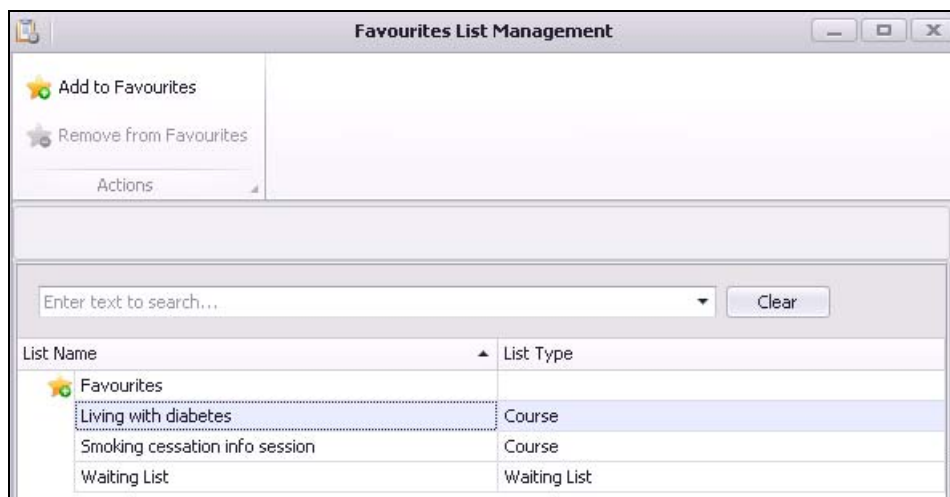 Favourites List Management
Add to Favourites
Remove from Favourites
Actions
Enter text to search...
Clear
List Name List Type
Favourites
Living with diabetes Course
Smoking cessation info session Course
Waiting List Waiting List